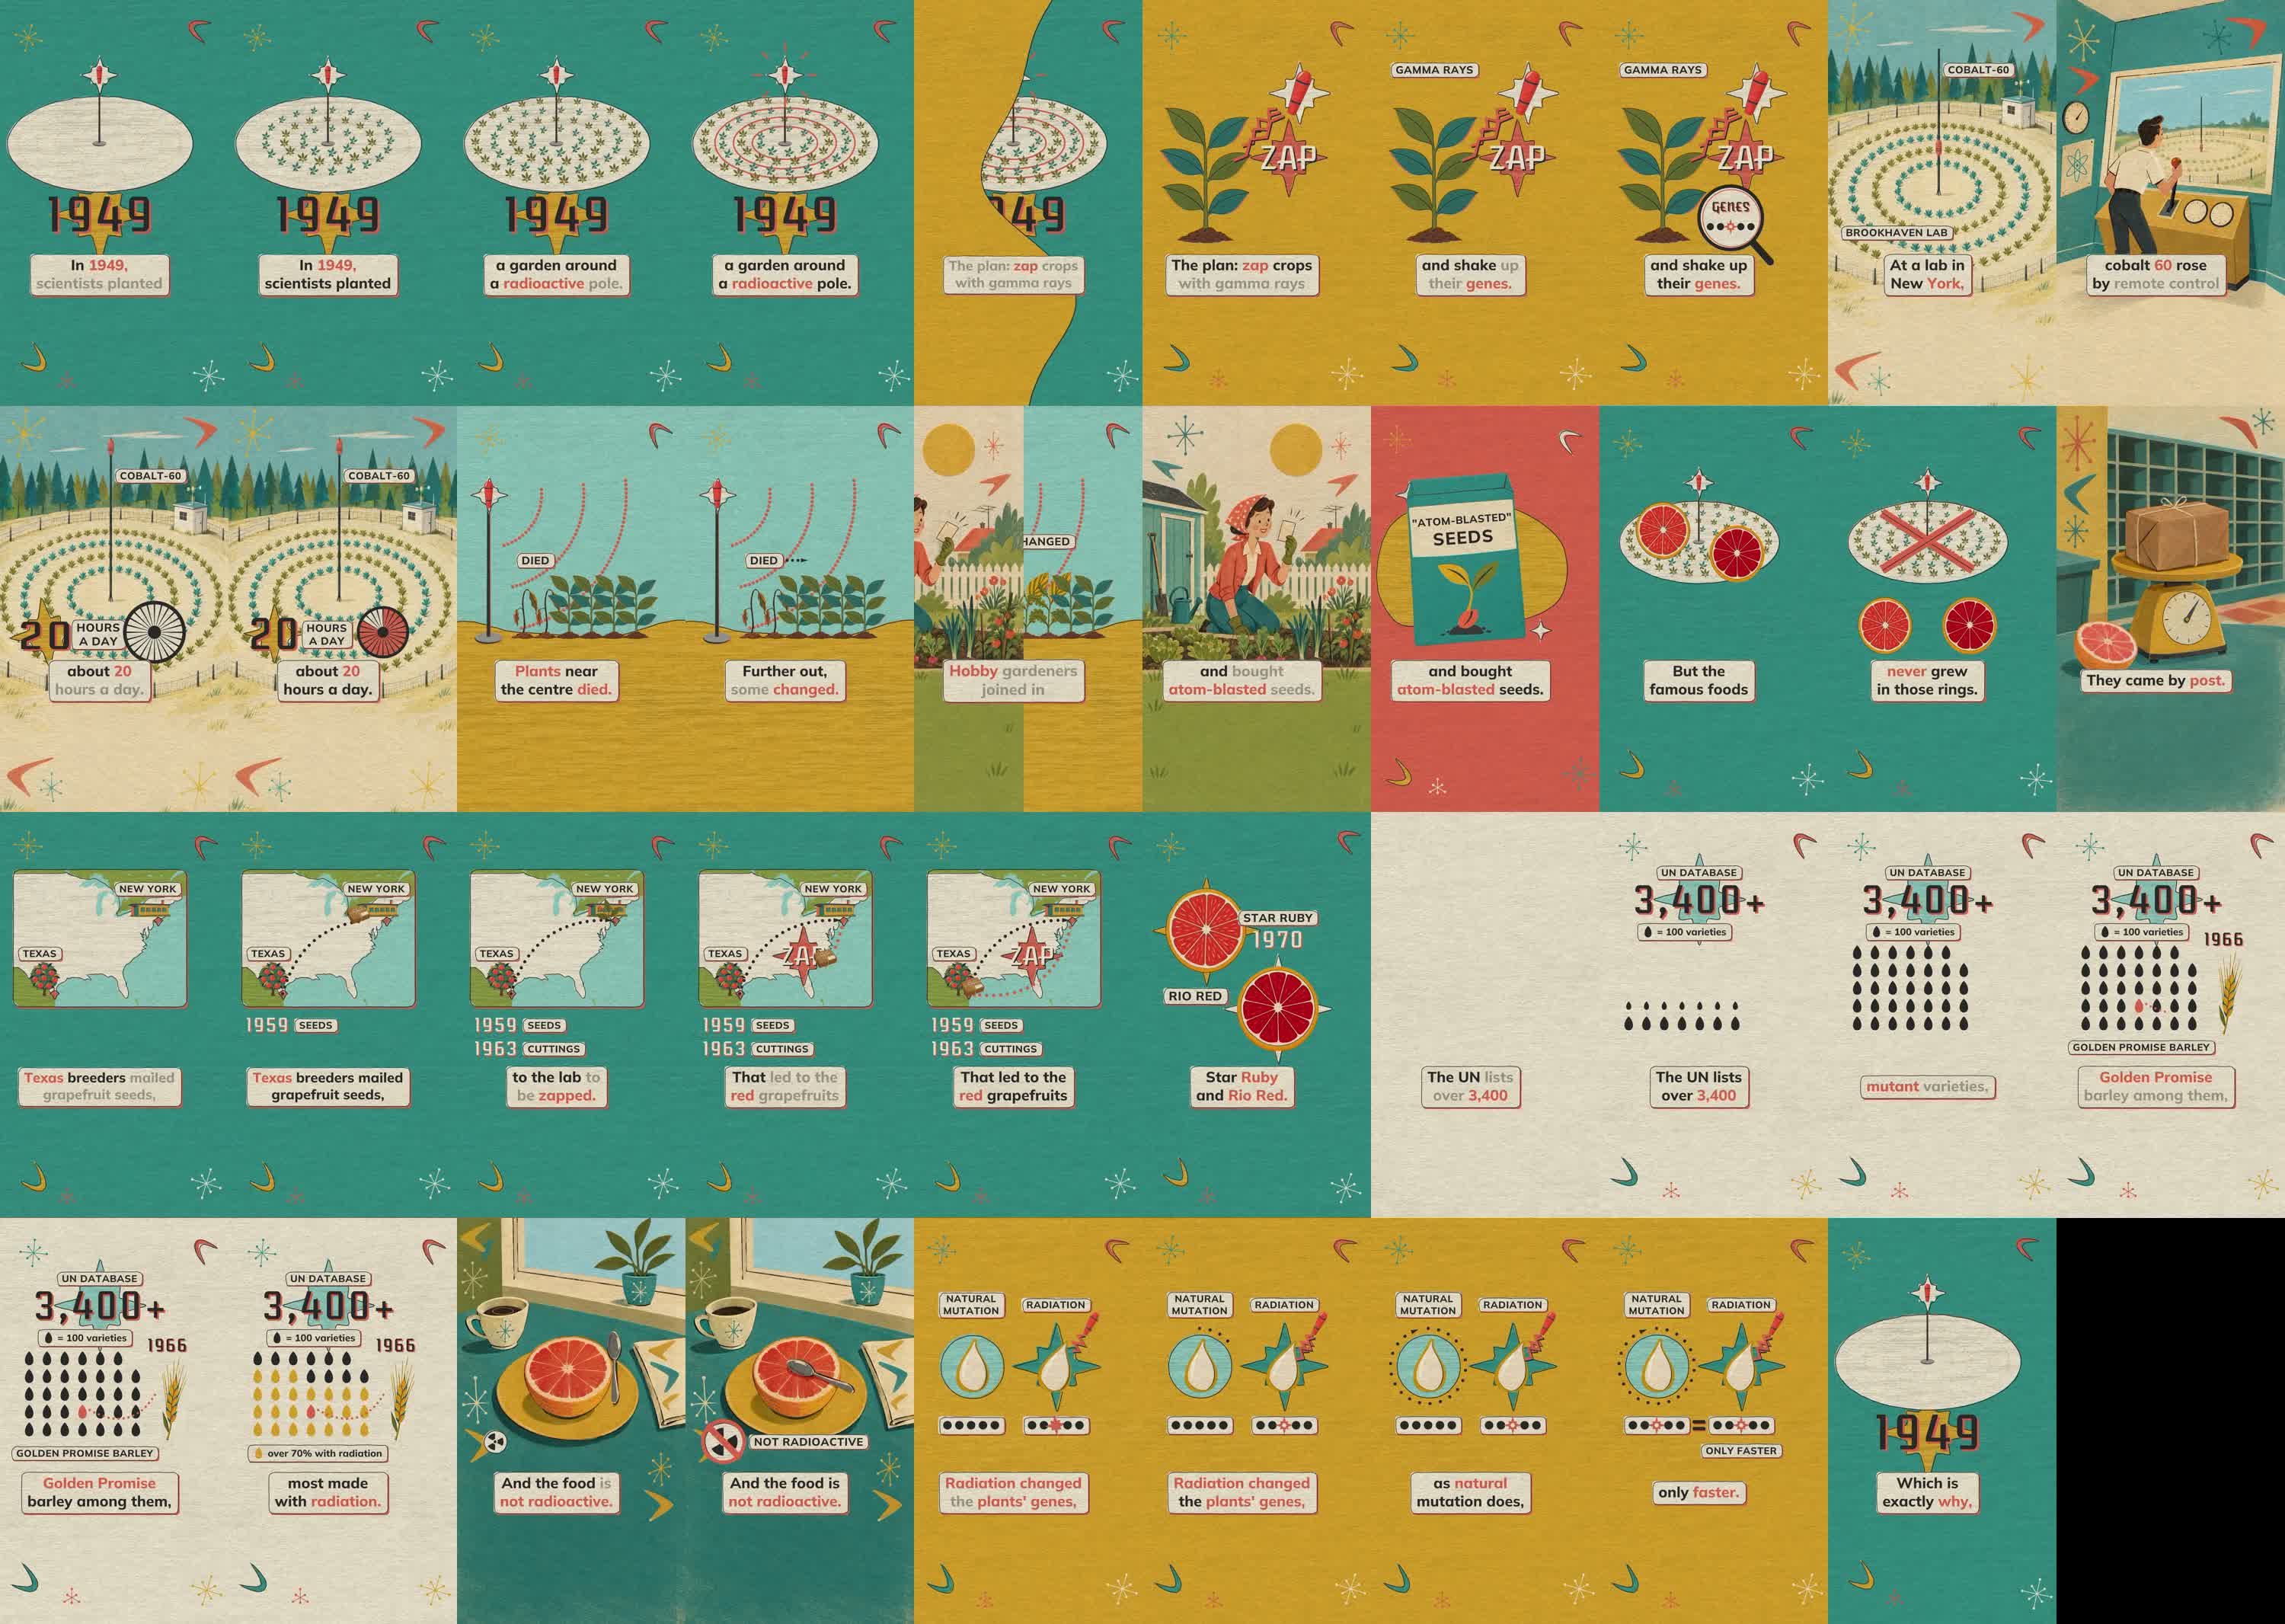 1949
In 1949,
scientists planted
1949
In 1949,
scientists planted
1949
a garden around
a radioactive pole.
1949
a garden around
a radioactive pole.
949
The plan: zap crops
with gamma rays
ZAP
The plan: zap crops
with gamma rays
GAMMA RAYS
ZAP
and shake up
their genes.
GAMMA RAYS
ZAP
GENES
and shake up
their genes.
COBALT-60
BROOKHAVEN LAB
At a lab in
New York,
cobalt 60 rose
by remote control
COBALT-60
20 HOURS
A DAY
about 20
hours a day.
COBALT-60
20 HOURS
A DAY
about 20
hours a day.
DIED
Plants near
the centre died.
DIED
Further out,
some changed.
HANGED
Hobby gardeners
joined in
and bought
atom-blasted seeds.
"ATOM-BLASTED"
SEEDS
and bought
atom-blasted seeds.
But the
famous foods
never grew
in those rings.
They came by post.
NEW YORK
TEXAS
Texas breeders mailed
grapefruit seeds,
NEW YORK
TEXAS
1959 SEEDS
Texas breeders mailed
grapefruit seeds,
NEW YORK
TEXAS
1959 SEEDS
1963 CUTTINGS
to the lab to
be zapped.
NEW YORK
TEXAS
ZAP
1959 SEEDS
1963 CUTTINGS
That led to the
red grapefruits
NEW YORK
TEXAS
ZAP
1959 SEEDS
1963 CUTTINGS
That led to the
red grapefruits
STAR RUBY
1970
RIO RED
Star Ruby
and Rio Red.
The UN lists
over 3,400
UN DATABASE
3,400+
= 100 varieties
The UN lists
over 3,400
UN DATABASE
3,400+
= 100 varieties
mutant varieties,
UN DATABASE
3,400+
= 100 varieties
1966
GOLDEN PROMISE BARLEY
Golden Promise
barley among them,
UN DATABASE
3,400+
= 100 varieties
1966
GOLDEN PROMISE BARLEY
Golden Promise
barley among them,
UN DATABASE
3,400+
= 100 varieties
1966
over 70% with radiation
most made
with radiation.
And the food is
not radioactive.
NOT RADIOACTIVE
And the food is
not radioactive.
NATURAL
MUTATION
RADIATION
Radiation changed
the plants' genes,
NATURAL
MUTATION
RADIATION
Radiation changed
the plants' genes,
NATURAL
MUTATION
RADIATION
as natural
mutation does,
NATURAL
MUTATION
RADIATION
=
ONLY FASTER
only faster.
1949
Which is
exactly why,